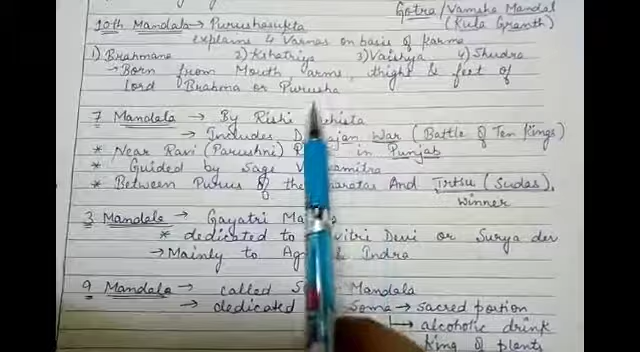 Gotra/Vamsha Mandal
(Kula Granth)
10th Mandala → Purushasukta
explains 4 Varnas on basis of karma
1) Brahmana 2) Kshatriya 3) Vaishya 4) Shudra
→ Born from Mouth, arms, thighs & feet of
Lord Brahma or Purusha
7 Mandala → By Rishi
→ Includes War (Battle of Ten Kings)
* Near Ravi (Parushni) in Punjab
* Guided by Sage
* Between Purus & the And Trtsu (Sudas).
winner
3 Mandala → Gayatri
* dedicated to Devi or Surya dev
→ Mainly to & Indra
9 Mandala → called Mandala
→ dedicated Soma → sacred portion
↳ alcoholic drink
king of plants